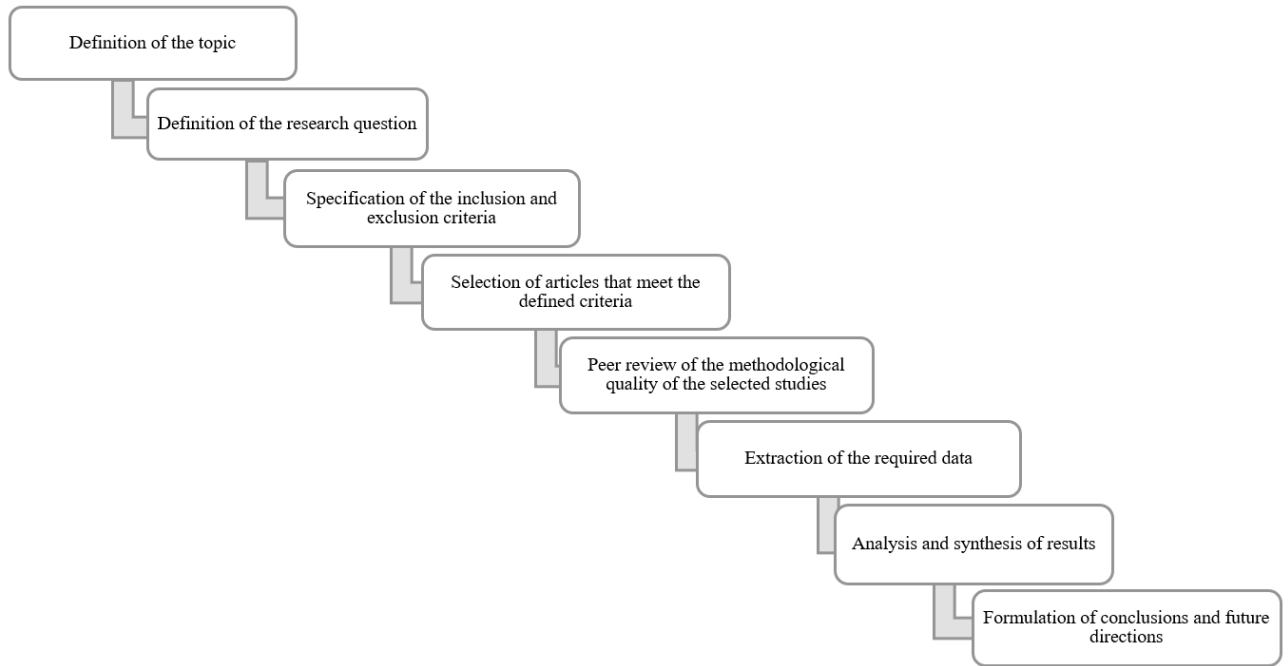 Definition of the topic
Definition of the research question
Specification of the inclusion and
exclusion criteria
Selection of articles that meet the
defined criteria
Peer review of the methodological
quality of the selected studies
Extraction of the required data
Analysis and synthesis of results
Formulation of conclusions and future
directions